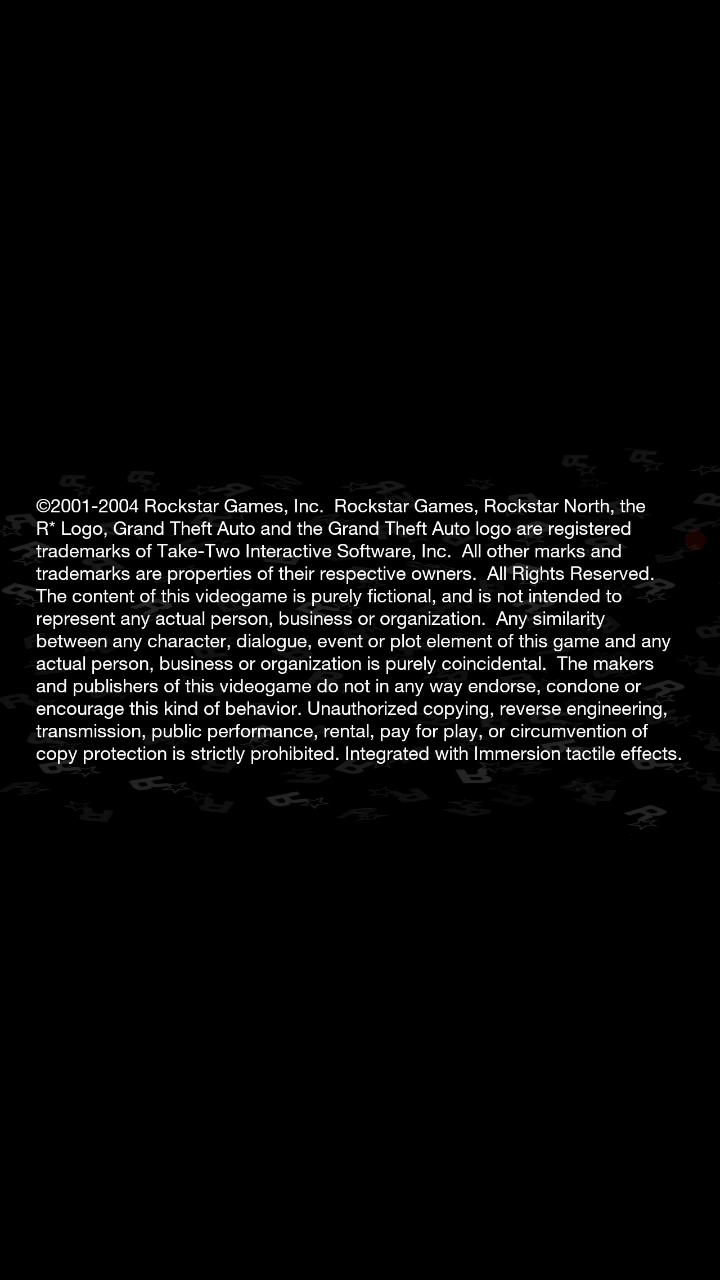 ©2001-2004 Rockstar Games, Inc.  Rockstar Games, Rockstar North, the
R* Logo, Grand Theft Auto and the Grand Theft Auto logo are registered
trademarks of Take-Two Interactive Software, Inc.  All other marks and
trademarks are properties of their respective owners.  All Rights Reserved.
The content of this videogame is purely fictional, and is not intended to
represent any actual person, business or organization.  Any similarity
between any character, dialogue, event or plot element of this game and any
actual person, business or organization is purely coincidental.  The makers
and publishers of this videogame do not in any way endorse, condone or
encourage this kind of behavior. Unauthorized copying, reverse engineering,
transmission, public performance, rental, pay for play, or circumvention of
copy protection is strictly prohibited. Integrated with Immersion tactile effects.